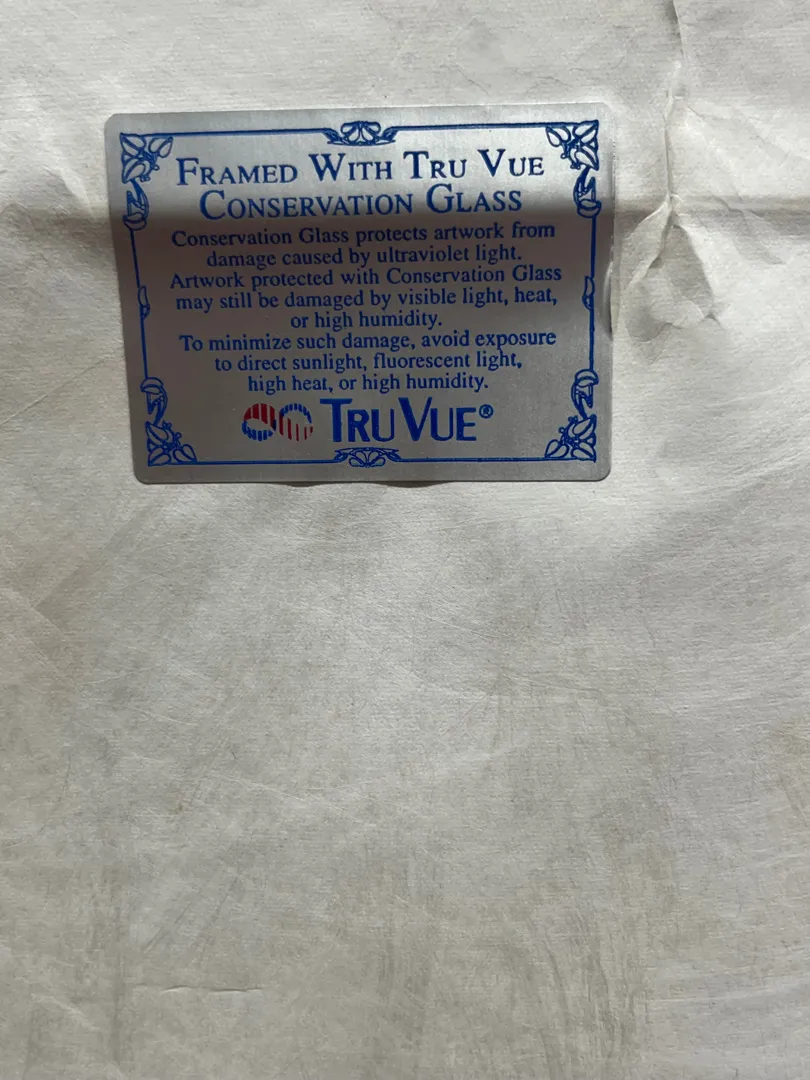 FRAMED WITH TRU VUE
CONSERVATION GLASS
Conservation Glass protects artwork from
damage caused by ultraviolet light.
Artwork protected with Conservation Glass
may still be damaged by visible light, heat,
or high humidity.
To minimize such damage, avoid exposure
to direct sunlight, fluorescent light,
high heat, or high humidity.
TRU VUE®